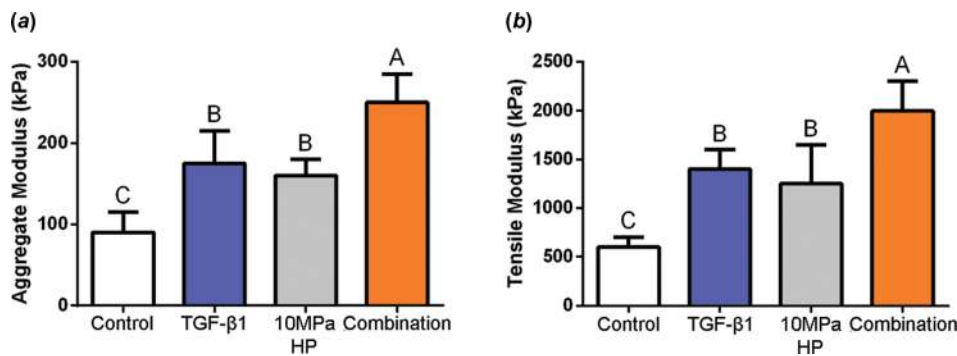 (a)
Aggregate Modulus (kPa)
300
200
100
0
C
B
B
A
Control
TGF-β1
10MPa
HP
Combination
(b)
Tensile Modulus (kPa)
2500
2000
1500
1000
500
0
C
B
B
A
Control
TGF-β1
10MPa
HP
Combination